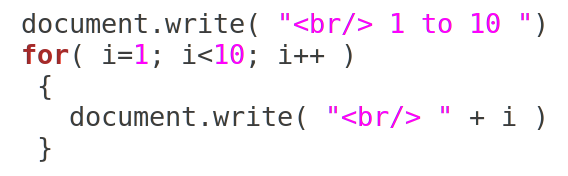 document.write( "<br/> 1 to 10 ")
for( i=1; i<10; i++ )
{
document.write( "<br/> " + i )
}